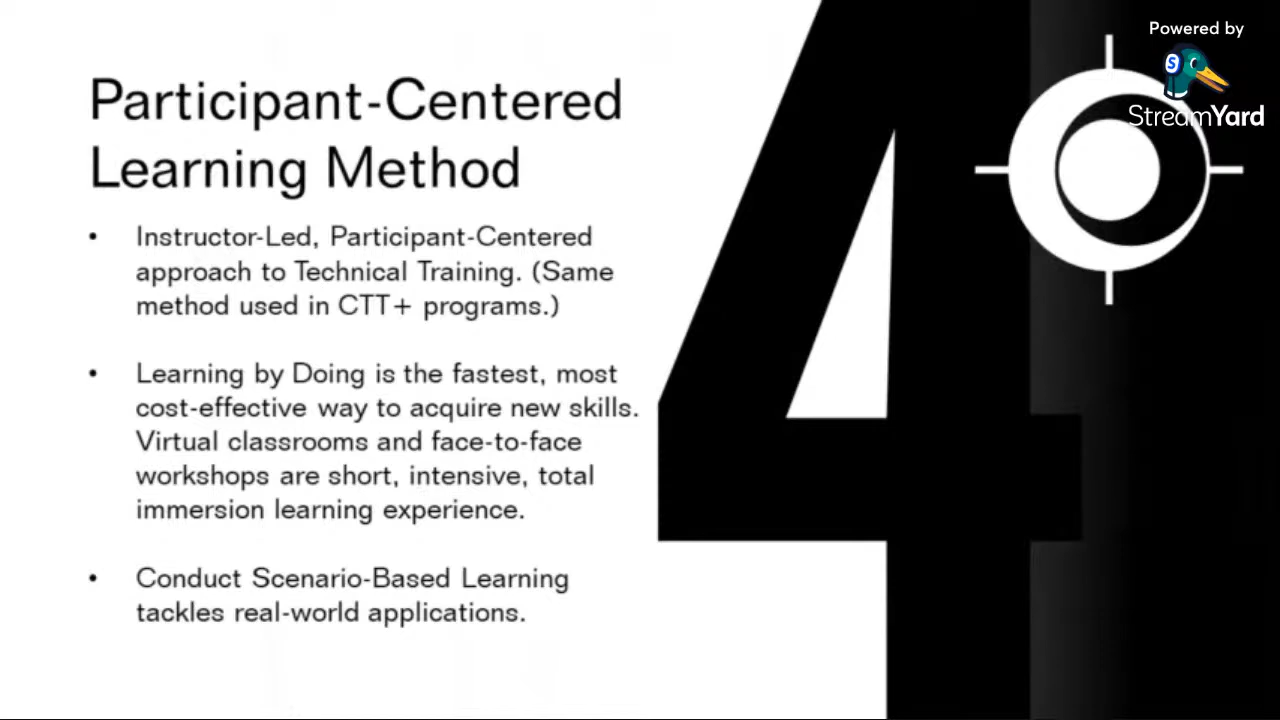 Powered by
StreamYard
Participant-Centered
Learning Method
• Instructor-Led, Participant-Centered
approach to Technical Training. (Same
method used in CTT+ programs.)
• Learning by Doing is the fastest, most
cost-effective way to acquire new skills.
Virtual classrooms and face-to-face
workshops are short, intensive, total
immersion learning experience.
• Conduct Scenario-Based Learning
tackles real-world applications.
4
S